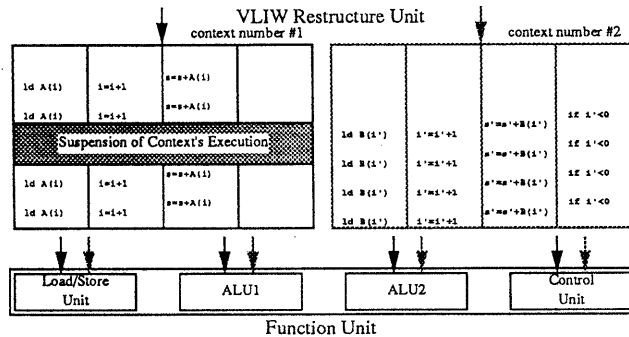 VLIW Restructure Unit
context number #1
context number #2
s=s+A(i)
ld A(i) i=i+1
s=s+A(i)
ld A(i) i=i+1
Suspension of Context's Execution
s=s+A(i)
ld A(i) i=i+1
s=s+A(i)
ld A(i) i=i+1
if i'<0
s'=s'+B(i')
ld B(i') i'=i'+1
if i'<0
s'=s'+B(i')
ld B(i') i'=i'+1
if i'<0
s'=s'+B(i')
ld B(i') i'=i'+1
if i'<0
s'=s'+B(i')
ld B(i') i'=i'+1
Load/Store
Unit
ALU1
ALU2
Control
Unit
Function Unit